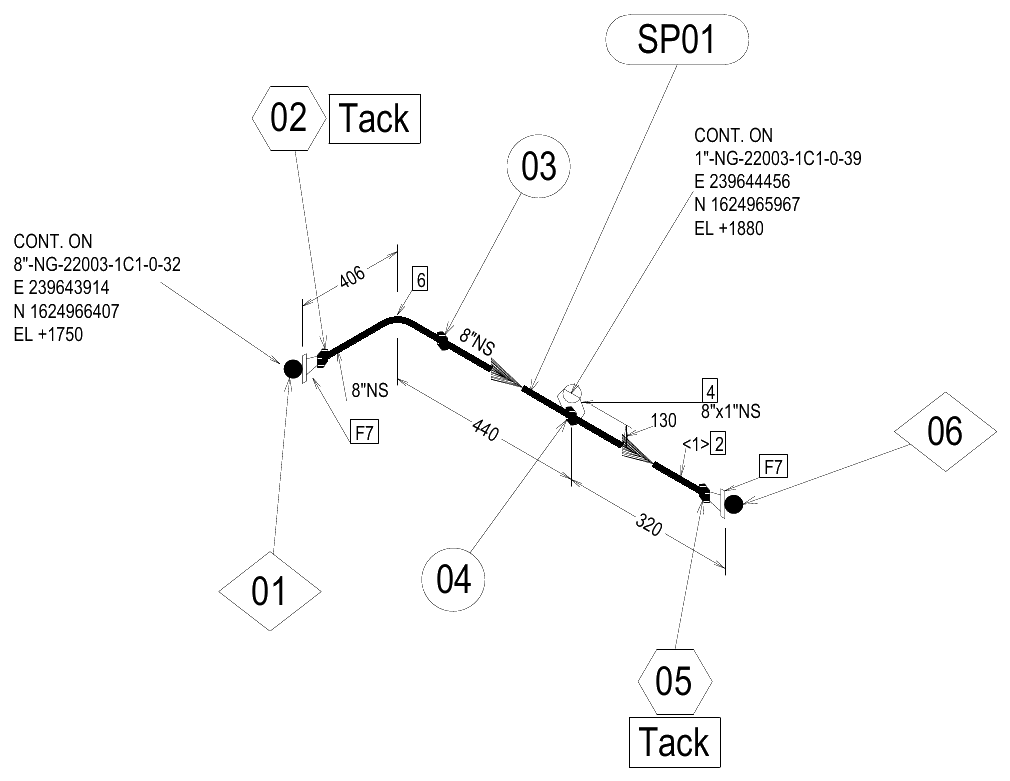 SP01
02
Tack
03
CONT. ON
1"-NG-22003-1C1-0-39
E 239644456
N 1624965967
EL +1880
CONT. ON
8"-NG-22003-1C1-0-32
E 239643914
N 1624966407
EL +1750
406
6
8"NS
8"NS
F7
440
4
8"x1"NS
130
<1>
2
F7
06
320
01
04
05
Tack